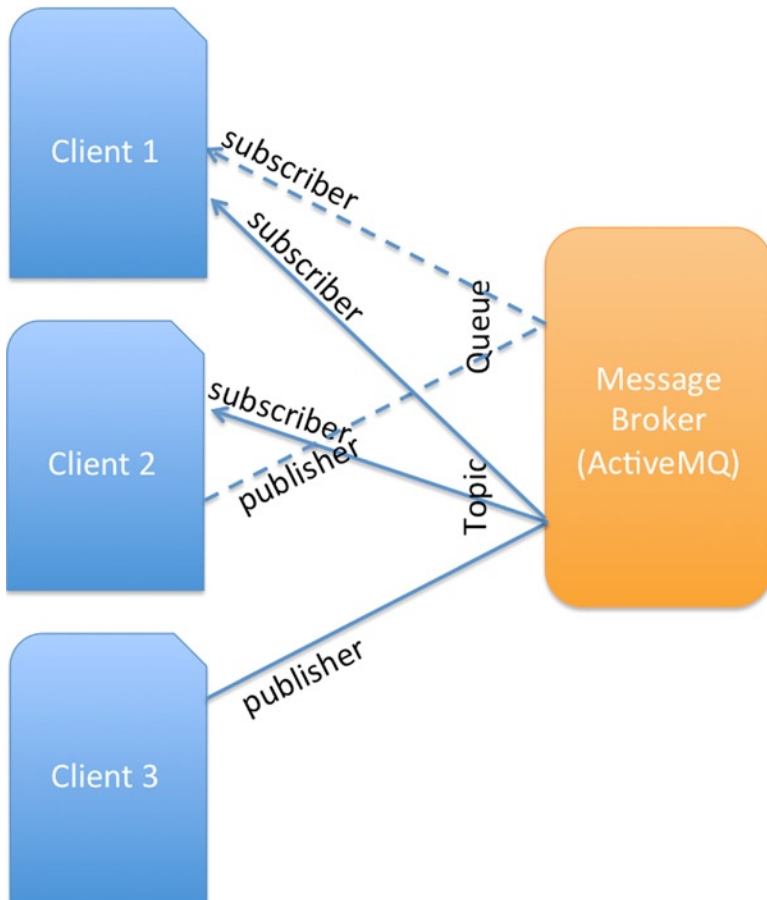 Client 1
subscriber
subscriber
Queue
Message
Broker
(ActiveMQ)
subscriber
Client 2
publisher
Topic
publisher
Client 3